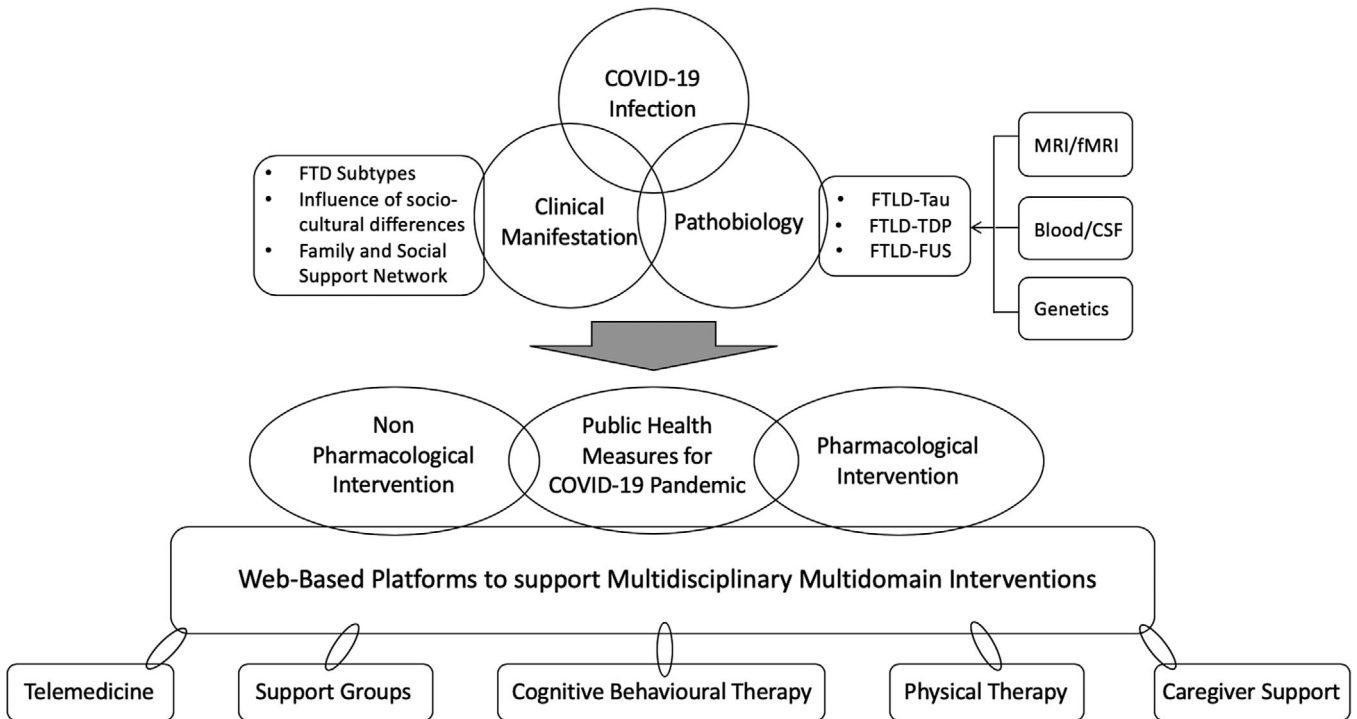 COVID-19
Infection
• FTD Subtypes
• Influence of socio-
cultural differences
• Family and Social
Support Network
Clinical
Manifestation
Pathobiology
• FTLD-Tau
• FTLD-TDP
• FTLD-FUS
MRI/fMRI
Blood/CSF
Genetics
Non
Pharmacological
Intervention
Public Health
Measures for
COVID-19 Pandemic
Pharmacological
Intervention
Web-Based Platforms to support Multidisciplinary Multidomain Interventions
Telemedicine
Support Groups
Cognitive Behavioural Therapy
Physical Therapy
Caregiver Support